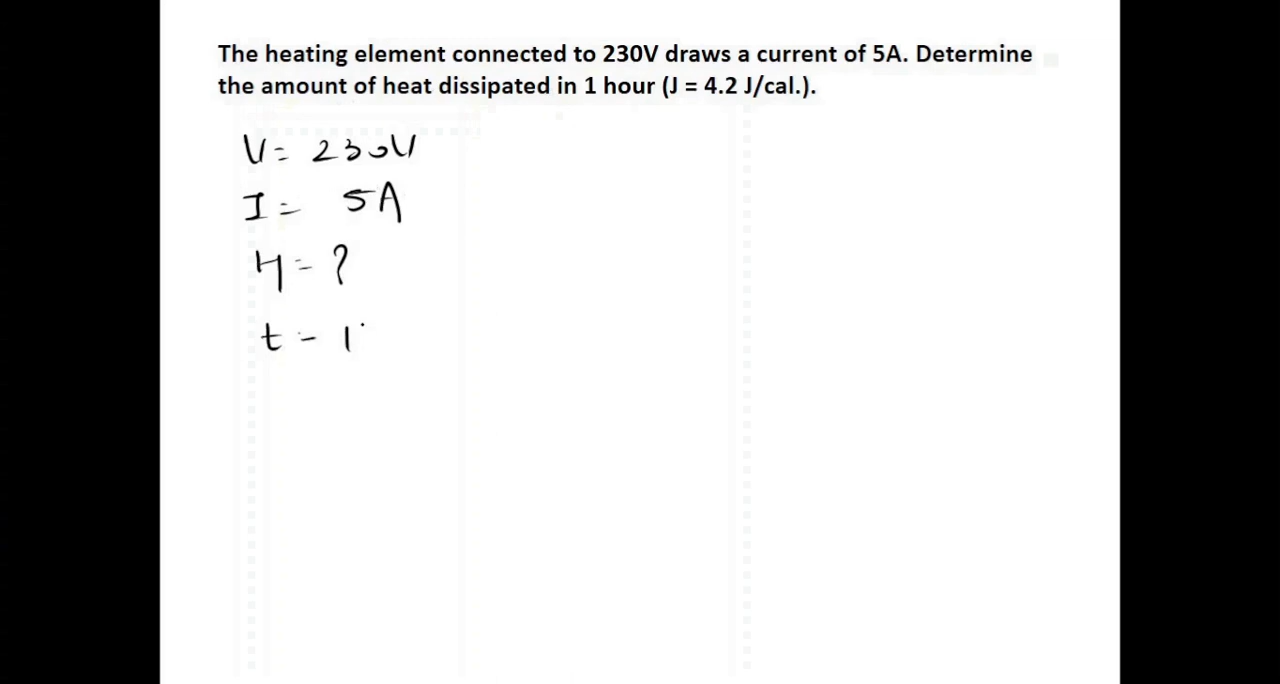 The heating element connected to 230V draws a current of 5A. Determine
the amount of heat dissipated in 1 hour (J = 4.2 J/cal.).
V = 230V
I = 5A
H = ?
t = 1